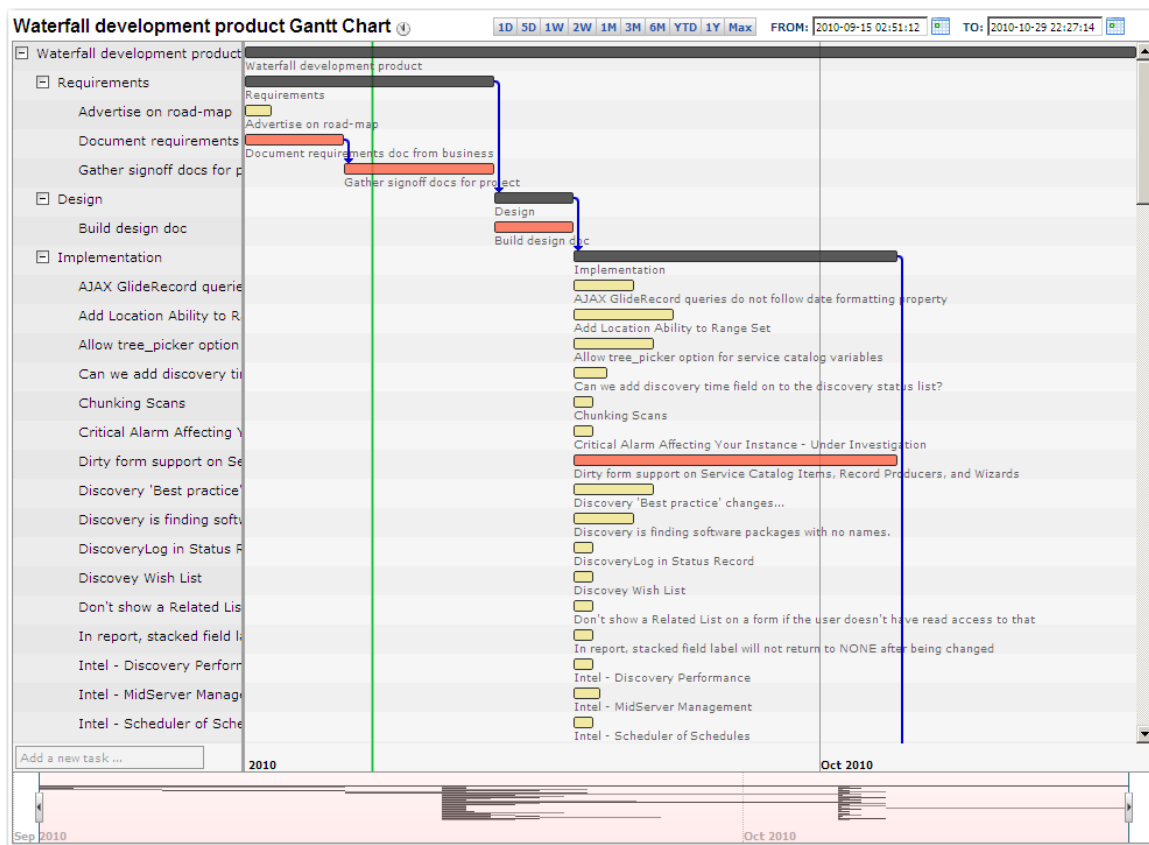 Waterfall development product Gantt Chart
1D 5D 1W 2W 1M 3M 6M YTD 1Y Max FROM: 2010-09-15 02:51:12 TO: 2010-10-29 22:27:14
Waterfall development product
Waterfall development product
Requirements
Requirements
Advertise on road-map
Advertise on road-map
Document requirements
Document requirements doc from business
Gather signoff docs for p
Gather signoff docs for project
Design
Design
Build design doc
Build design doc
Implementation
Implementation
AJAX GlideRecord querie
AJAX GlideRecord queries do not follow date formatting property
Add Location Ability to R
Add Location Ability to Range Set
Allow tree_picker option
Allow tree_picker option for service catalog variables
Can we add discovery ti
Can we add discovery time field on to the discovery status list?
Chunking Scans
Chunking Scans
Critical Alarm Affecting Y
Critical Alarm Affecting Your Instance - Under Investigation
Dirty form support on Se
Dirty form support on Service Catalog Items, Record Producers, and Wizards
Discovery 'Best practice'
Discovery 'Best practice' changes...
Discovery is finding softw
Discovery is finding software packages with no names.
DiscoveryLog in Status R
DiscoveryLog in Status Record
Discovey Wish List
Discovey Wish List
Don't show a Related Lis
Don't show a Related List on a form if the user doesn't have read access to that
In report, stacked field la
In report, stacked field label will not return to NONE after being changed
Intel - Discovery Perforn
Intel - Discovery Performance
Intel - MidServer Manage
Intel - MidServer Management
Intel - Scheduler of Sche
Intel - Scheduler of Schedules
Add a new task ...
2010 Oct 2010
Sep 2010 Oct 2010